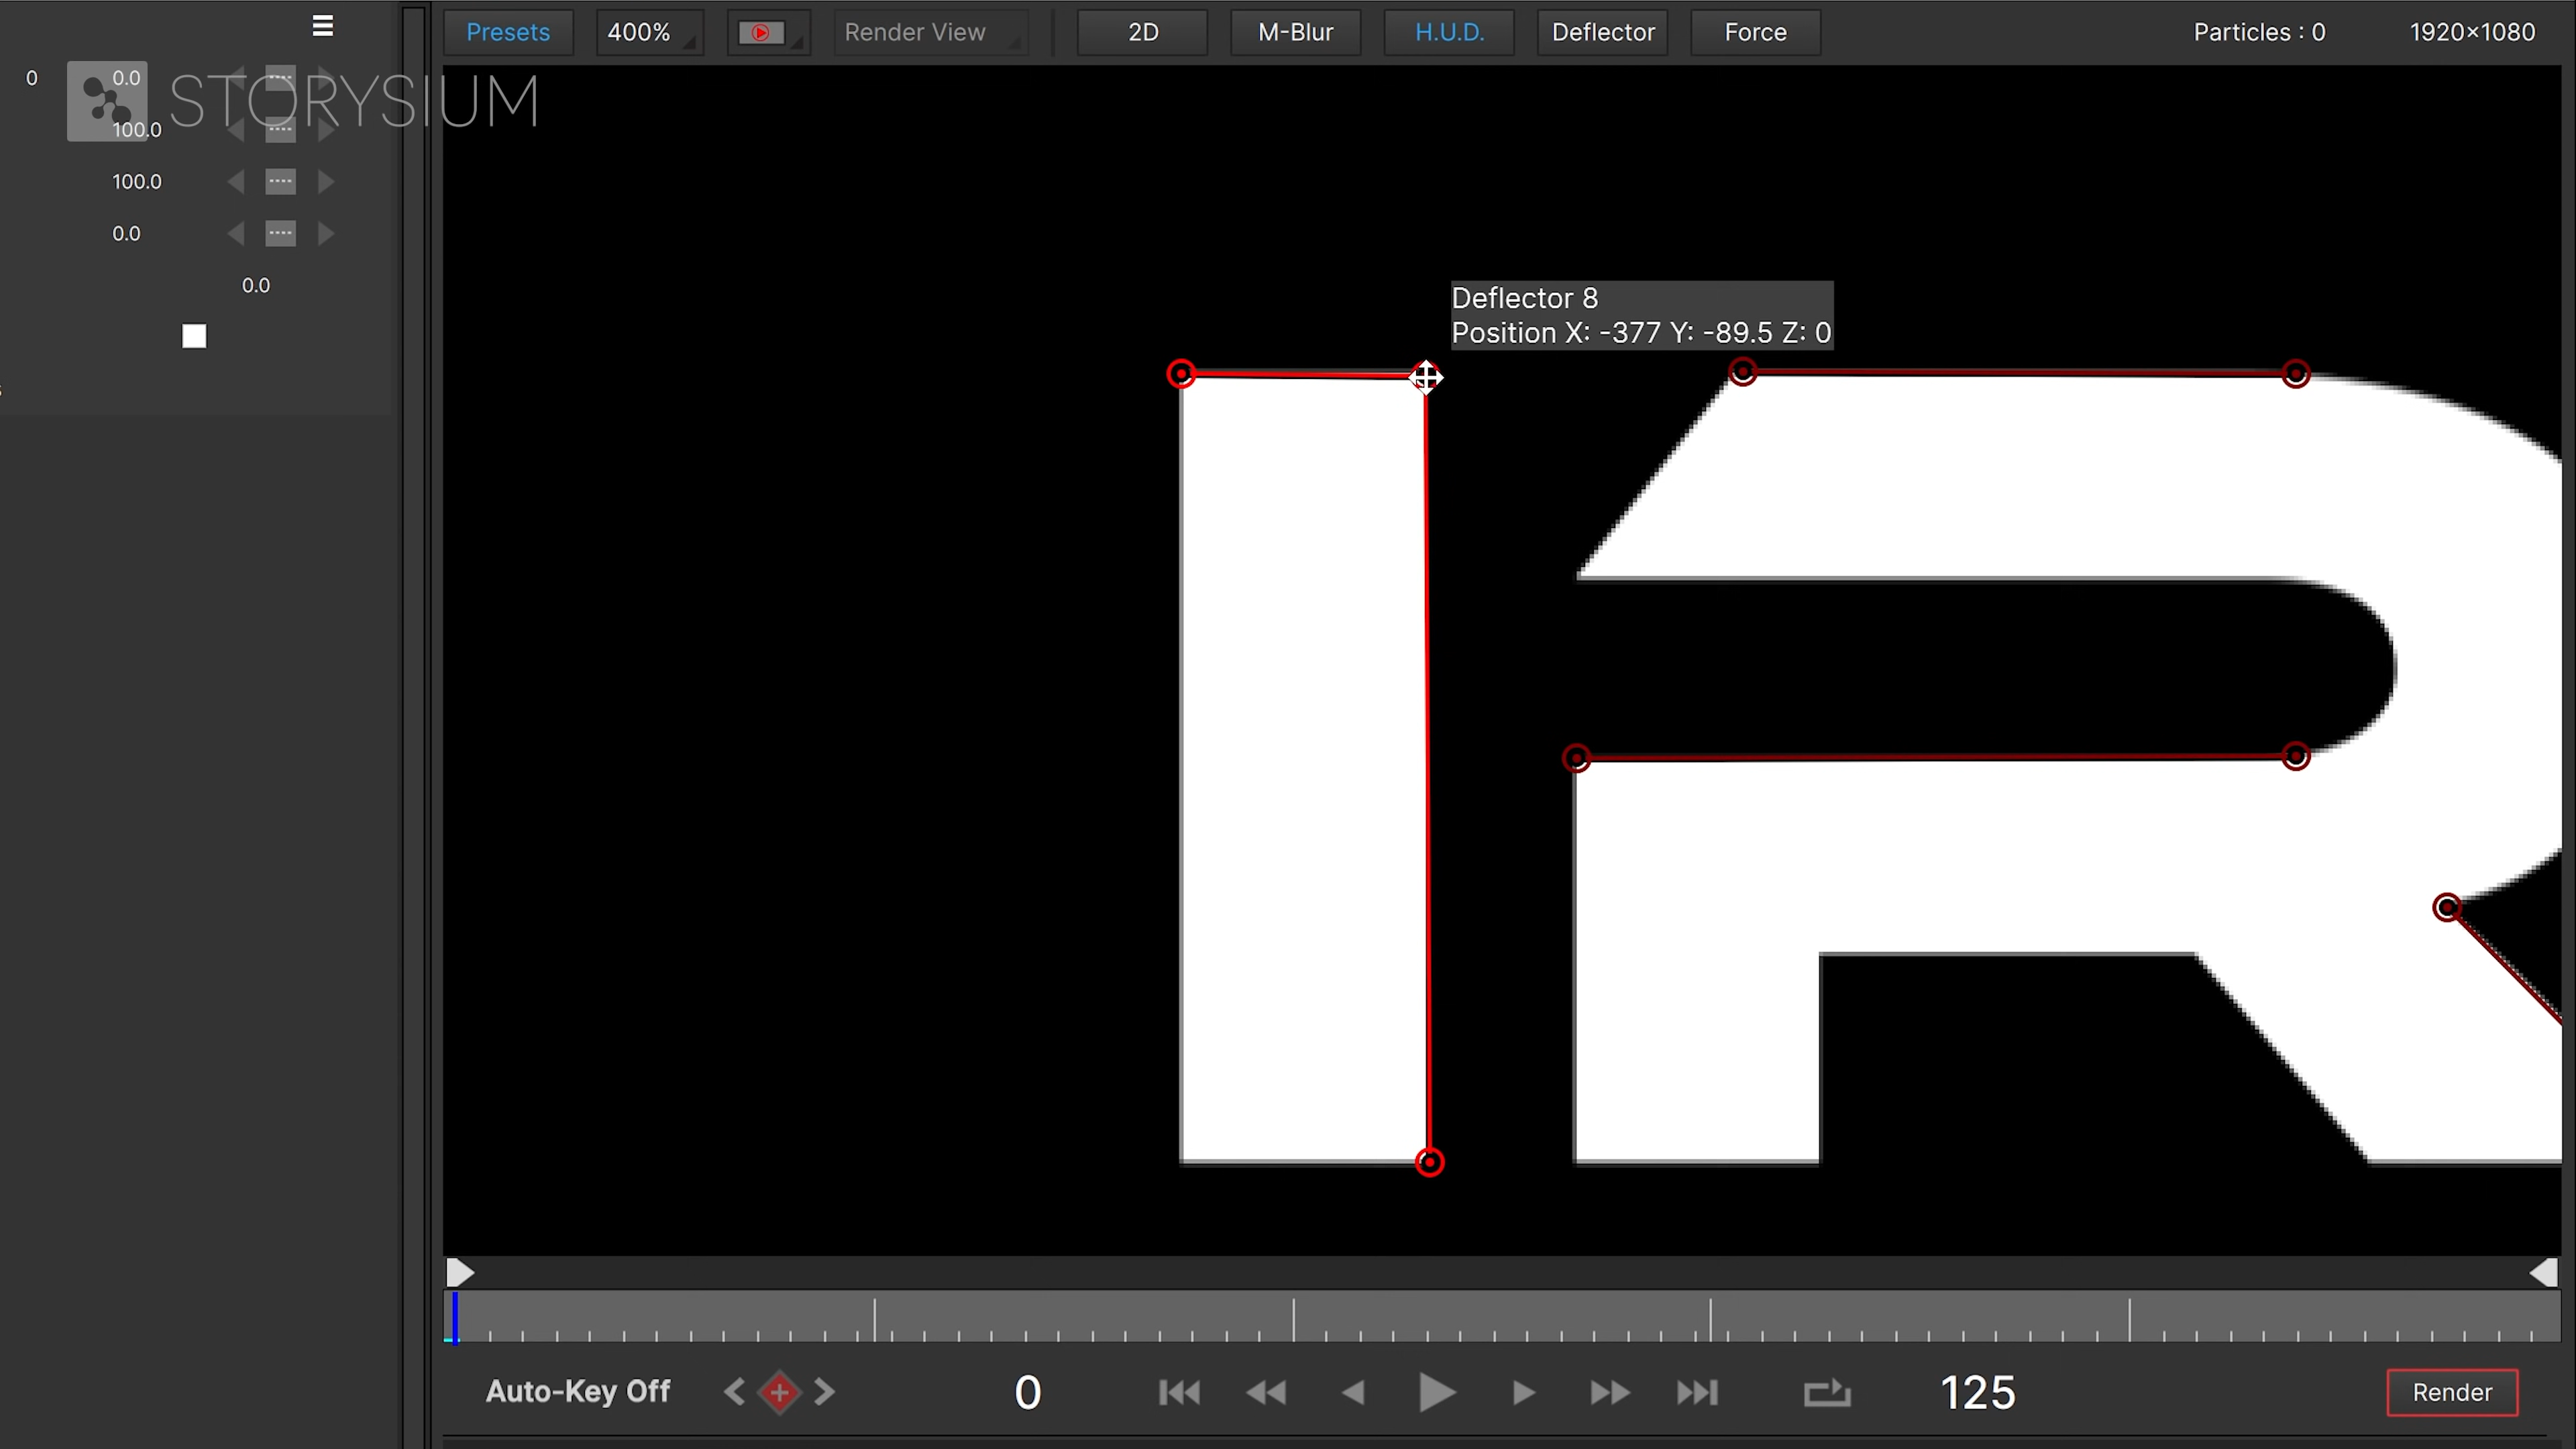 Presets 400% Render View 2D M-Blur H.U.D. Deflector Force Particles : 0 1920×1080
0 0.0
STORYSIUM
100.0
100.0
0.0
0.0
Deflector 8
Position X: -377 Y: -89.5 Z: 0
IR
Auto-Key Off 0 125 Render